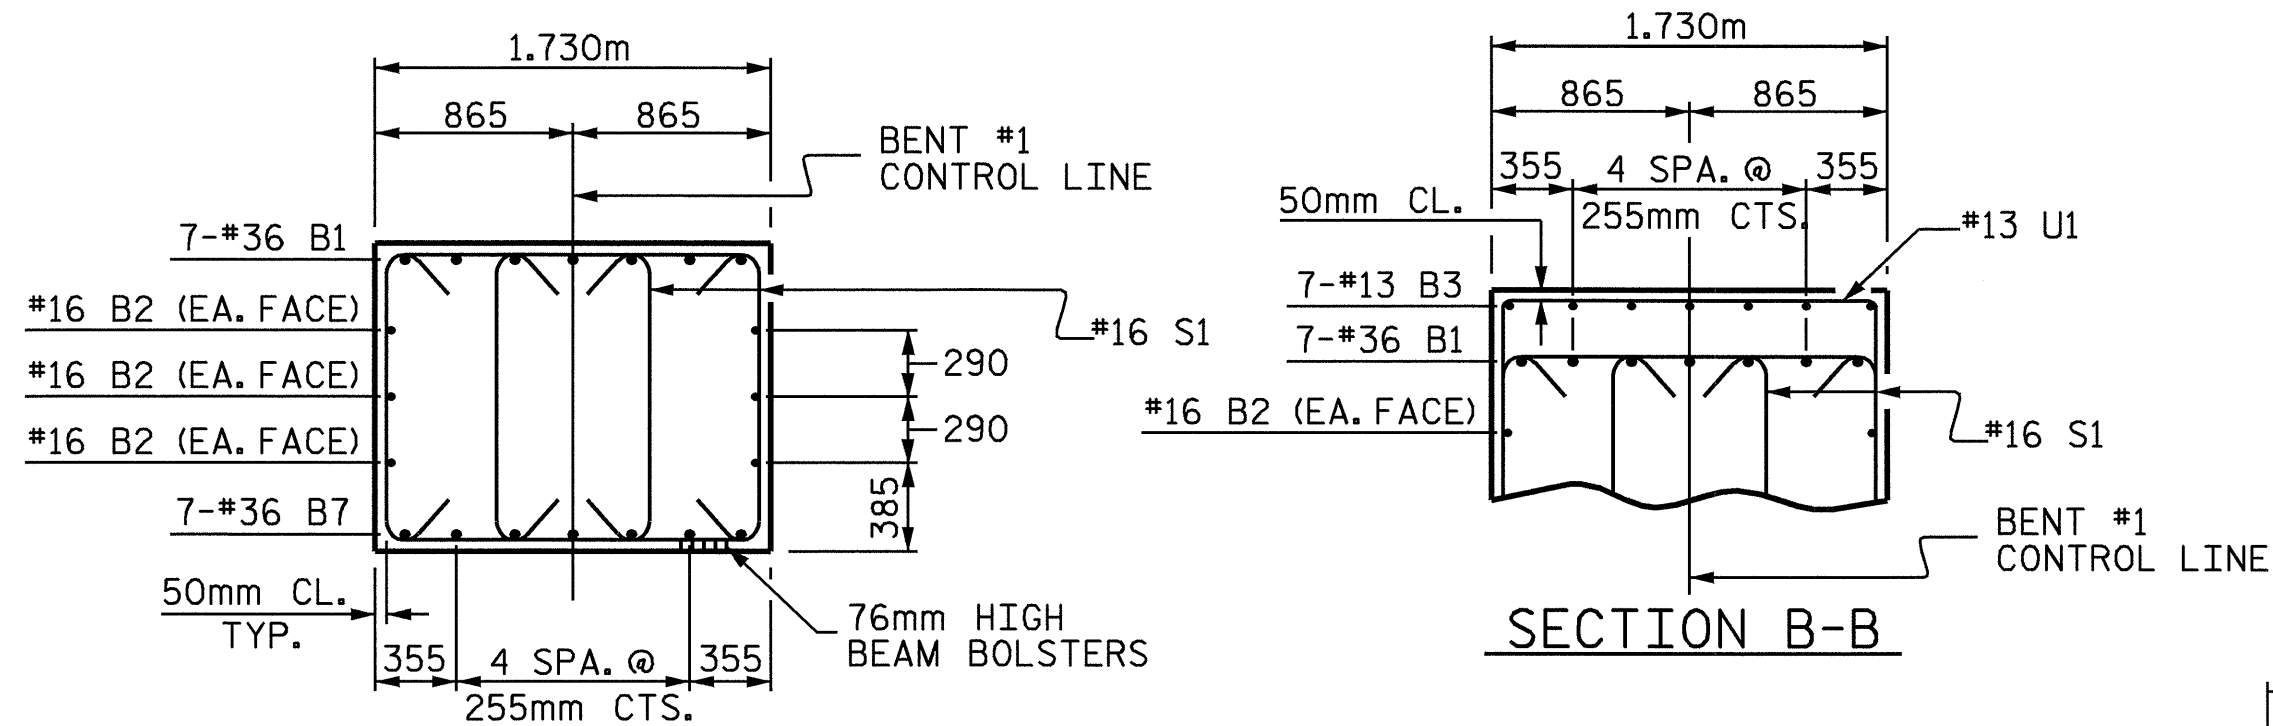 1.730m
865
865
BENT #1
CONTROL LINE
7-#36 B1
#16 B2 (EA. FACE)
#16 S1
290
#16 B2 (EA. FACE)
290
#16 B2 (EA. FACE)
385
7-#36 B7
50mm CL.
TYP.
76mm HIGH
BEAM BOLSTERS
355
4 SPA. @
355
255mm CTS.
1.730m
865
865
355
4 SPA. @
355
50mm CL.
255mm CTS.
#13 U1
7-#13 B3
7-#36 B1
#16 B2 (EA. FACE)
#16 S1
BENT #1
CONTROL LINE
SECTION B-B